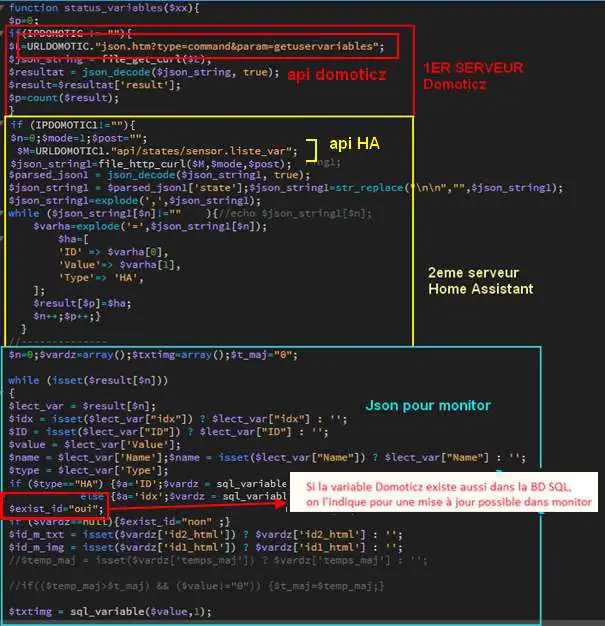 function status_variables($xx){
$p=0;
if(IPDOMOTIC != ""){
$L=URLDOMOTIC."json.htm?type=command&param=getuservariables";
$json_string = file_get_curl($L);
$resultat = json_decode($json_string, true);
$result=$resultat['result'];
$p=count($result);
}
api domoticz
1ER SERVEUR
Domoticz
if (IPDOMOTIC1!=""){
$n=0;$mode=1;$post="";
$M=URLDOMOTIC1."api/states/sensor.liste_var";
$json_string1=file_http_curl($M,$mode,$post);
$parsed_json1 = json_decode($json_string1, true);
$json_string1 = $parsed_json1['state'];$json_string1=str_replace("\n\n","",$json_string1);
$json_string1=explode(',',$json_string1);
while ($json_string1[$n]!="" ){//echo $json_string1[$n];
$varha=explode('=',$json_string1[$n]);
$ha=[
'ID' => $varha[0],
'Value'=> $varha[1],
'Type'=> 'HA',
];
$result[$p]=$ha;
$n++;$p++;}
}
api HA
2eme serveur
Home Assistant
//--------------
$n=0;$vardz=array();$txtimg=array();$t_maj="0";
while (isset($result[$n]))
{
$lect_var = $result[$n];
$idx = isset($lect_var["idx"]) ? $lect_var["idx"] : '';
$ID = isset($lect_var["ID"]) ? $lect_var["ID"] : '';
$value = $lect_var['Value'];
$name = $lect_var['Name'];$name = isset($lect_var["Name"]) ? $lect_var["Name"] : '';
$type = $lect_var['Type'];
if ($type=="HA") {$a='ID';$vardz = sql_variab
else {$a='idx';$vardz = sql_variab
$exist_id="oui";
if ($vardz==null){$exist_id="non" ;}
$id_m_txt = isset($vardz['id2_html']) ? $vardz['id2_html'] : '';
$id_m_img = isset($vardz['id1_html']) ? $vardz['id1_html'] : '';
//$temp_maj = isset($vardz['temps_maj']) ? $vardz['temps_maj'] : '';
//if(($temp_maj>$t_maj) && ($value!="0")) {$t_maj=$temp_maj;}
$txtimg = sql_variable($value,1);
Json pour monitor
Si la variable Domoticz existe aussi dans la BD SQL,
on l'indique pour une mise à jour possible dans monitor